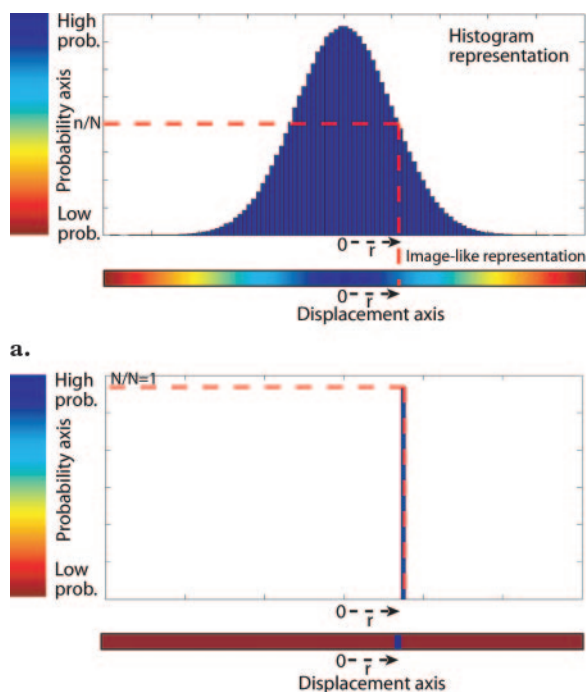 High
prob.
Histogram
representation
n/N
Probability axis
Low
prob.
0 r
Image-like representation
0 r
Displacement axis
a.
High
prob.
N/N=1
Probability axis
Low
prob.
0 r
0 r
Displacement axis